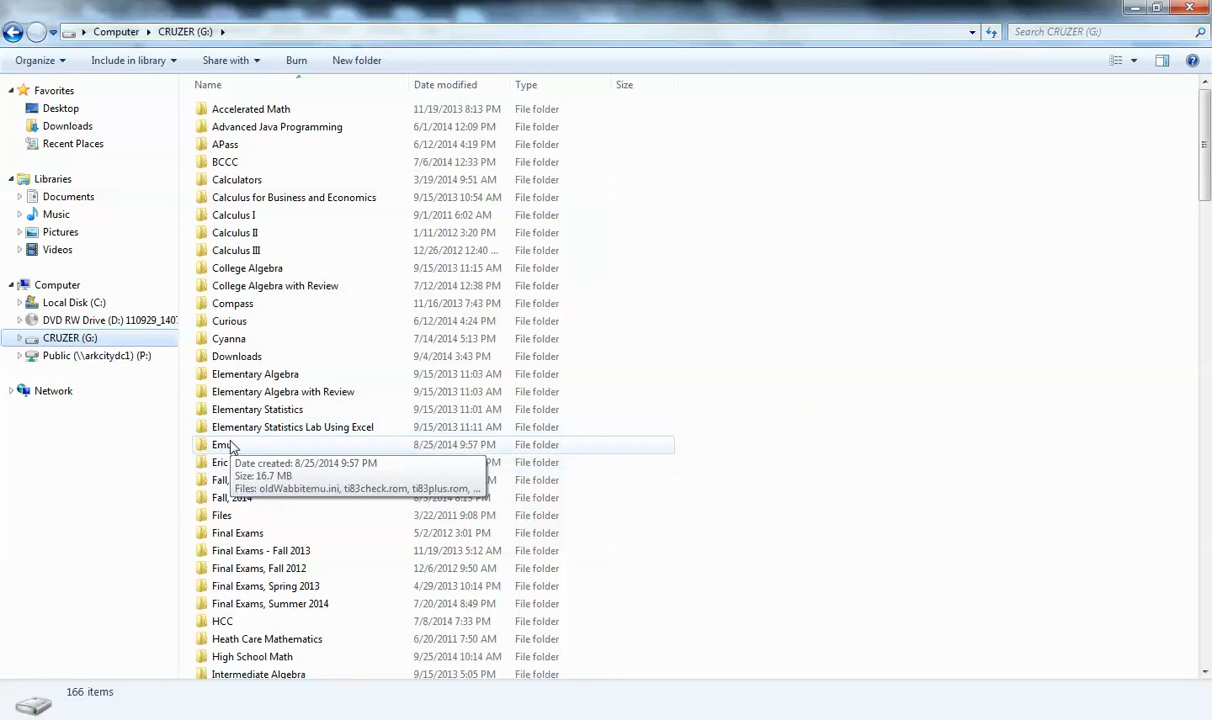 Computer ▸ CRUZER (G:) ▸
Search CRUZER (G:)
Organize Include in library Share with Burn New folder
Favorites
Desktop
Downloads
Recent Places
Libraries
Documents
Music
Pictures
Videos
Computer
Local Disk (C:)
DVD RW Drive (D:) 110929_140
CRUZER (G:)
Public (\\arkcitydc1) (P:)
Network
Name Date modified Type Size
Accelerated Math 11/19/2013 8:13 PM File folder
Advanced Java Programming 6/1/2014 12:09 PM File folder
APass 6/12/2014 4:19 PM File folder
BCCC 7/6/2014 12:33 PM File folder
Calculators 3/19/2014 9:51 AM File folder
Calculus for Business and Economics 9/15/2013 10:54 AM File folder
Calculus I 9/1/2011 6:02 AM File folder
Calculus II 1/11/2012 3:20 PM File folder
Calculus III 12/26/2012 12:40 ... File folder
College Algebra 9/15/2013 11:15 AM File folder
College Algebra with Review 7/12/2014 12:38 PM File folder
Compass 11/16/2013 7:43 PM File folder
Curious 6/12/2014 4:24 PM File folder
Cyanna 7/14/2014 5:13 PM File folder
Downloads 9/4/2014 3:43 PM File folder
Elementary Algebra 9/15/2013 11:03 AM File folder
Elementary Algebra with Review 9/15/2013 11:03 AM File folder
Elementary Statistics 9/15/2013 11:01 AM File folder
Elementary Statistics Lab Using Excel 9/15/2013 11:11 AM File folder
Emu 8/25/2014 9:57 PM File folder
Eric PM File folder
Date created: 8/25/2014 9:57 PM
Size: 16.7 MB
Files: oldWabbitemu.ini, ti83check.rom, ti83plus.rom, ...
Fall, PM File folder
Fall, 2014 8/3/2014 8:13 PM File folder
Files 3/22/2011 9:08 PM File folder
Final Exams 5/2/2012 3:01 PM File folder
Final Exams - Fall 2013 11/19/2013 5:12 AM File folder
Final Exams, Fall 2012 12/6/2012 9:50 AM File folder
Final Exams, Spring 2013 4/29/2013 10:14 PM File folder
Final Exams, Summer 2014 7/20/2014 8:49 PM File folder
HCC 7/8/2014 7:33 PM File folder
Heath Care Mathematics 6/20/2011 7:50 AM File folder
High School Math 9/25/2014 10:14 AM File folder
Intermediate Algebra 9/15/2013 5:05 PM File folder
166 items